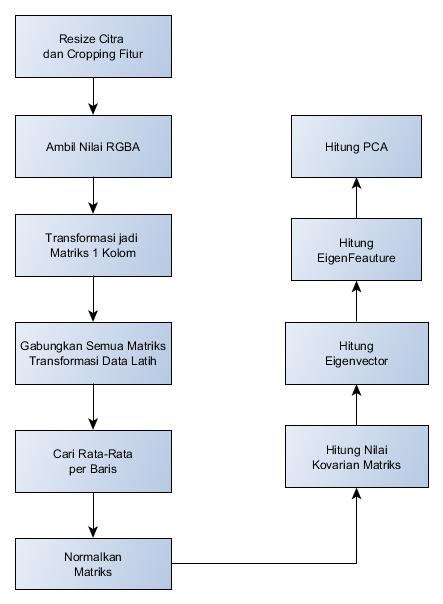 Resize Citra
dan Cropping Fitur
Ambil Nilai RGBA
Transformasi jadi
Matriks 1 Kolom
Gabungkan Semua Matriks
Transformasi Data Latih
Cari Rata-Rata
per Baris
Normalkan
Matriks
Hitung Nilai
Kovarian Matriks
Hitung
Eigenvector
Hitung
EigenFeauture
Hitung PCA